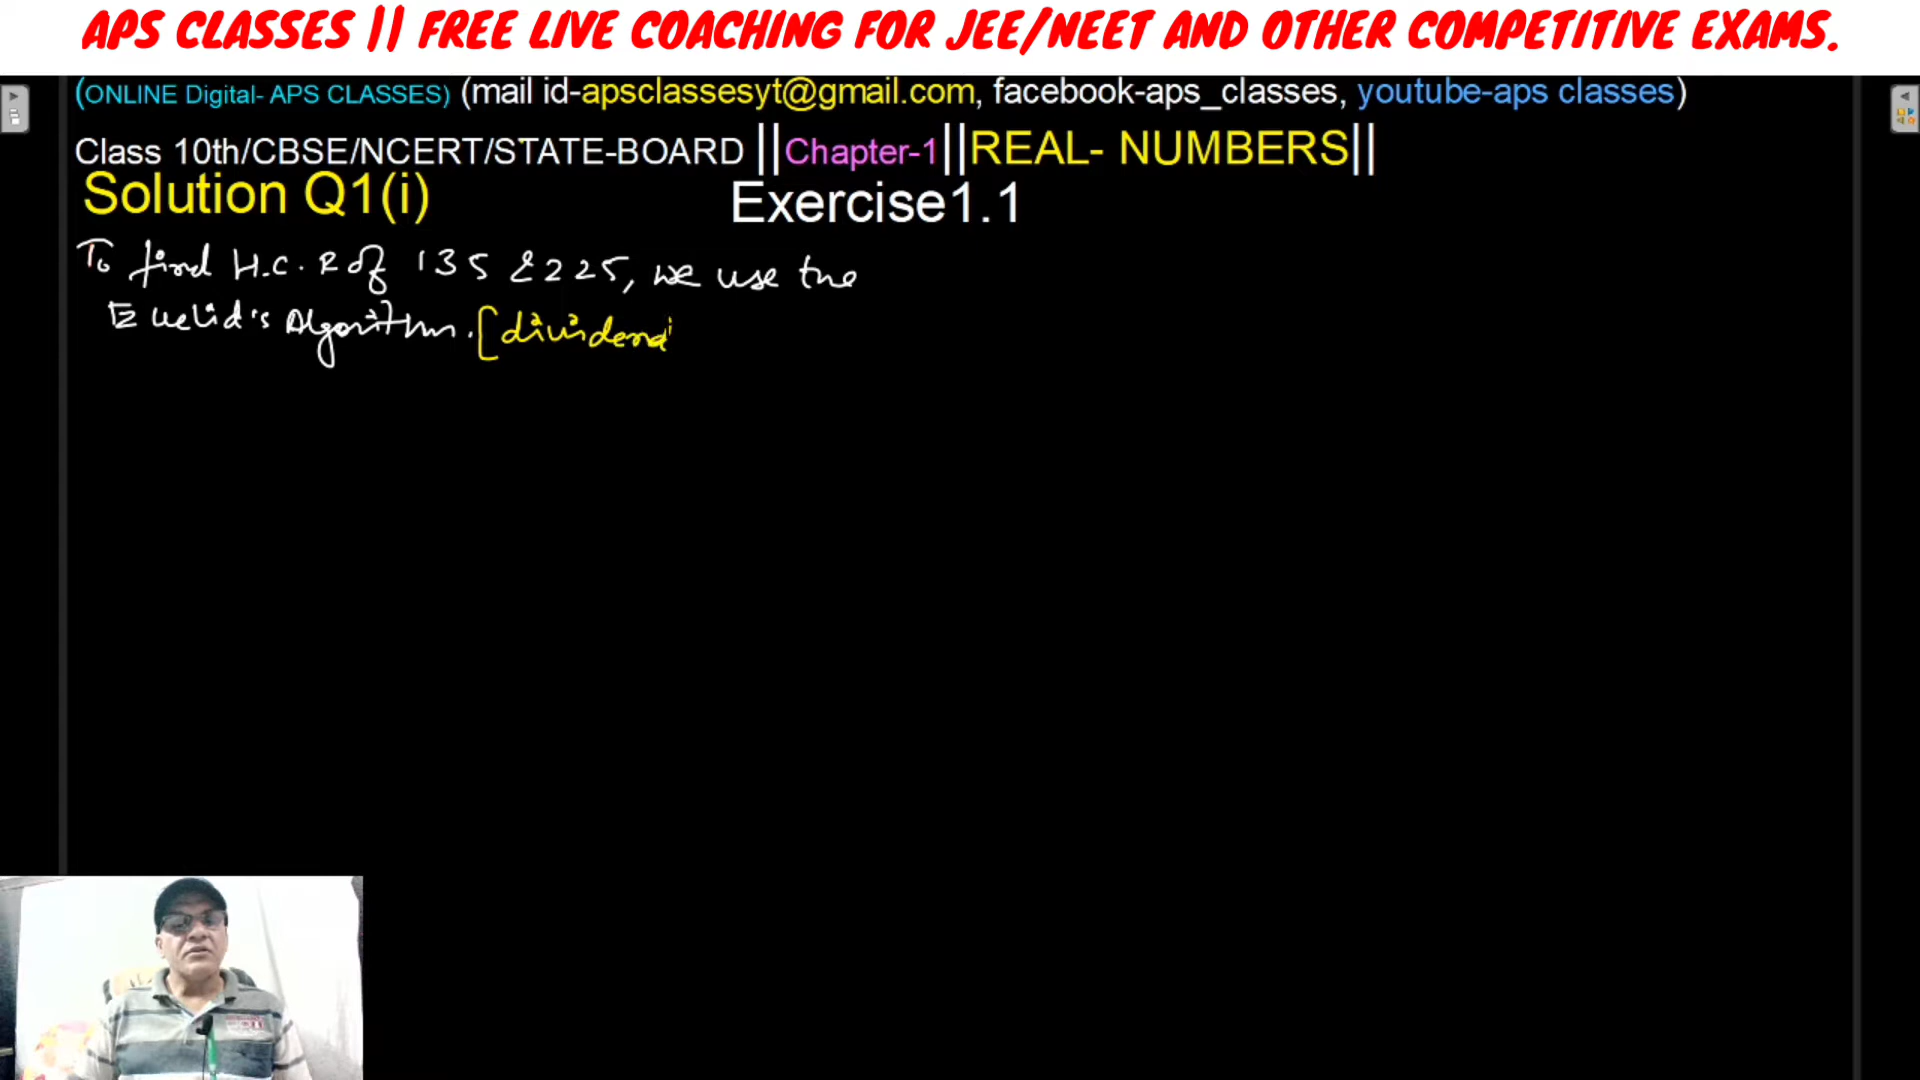 APS CLASSES || FREE LIVE COACHING FOR JEE/NEET AND OTHER COMPETITIVE EXAMS.
(ONLINE Digital- APS CLASSES) (mail id-apsclassesyt@gmail.com, facebook-aps_classes, youtube-aps classes)
Class 10th/CBSE/NCERT/STATE-BOARD ||Chapter-1||REAL- NUMBERS||
Solution Q1(i) Exercise1.1
To find H.C.F of 135 & 225, we use the
Euclid's Algorithm. [dividend